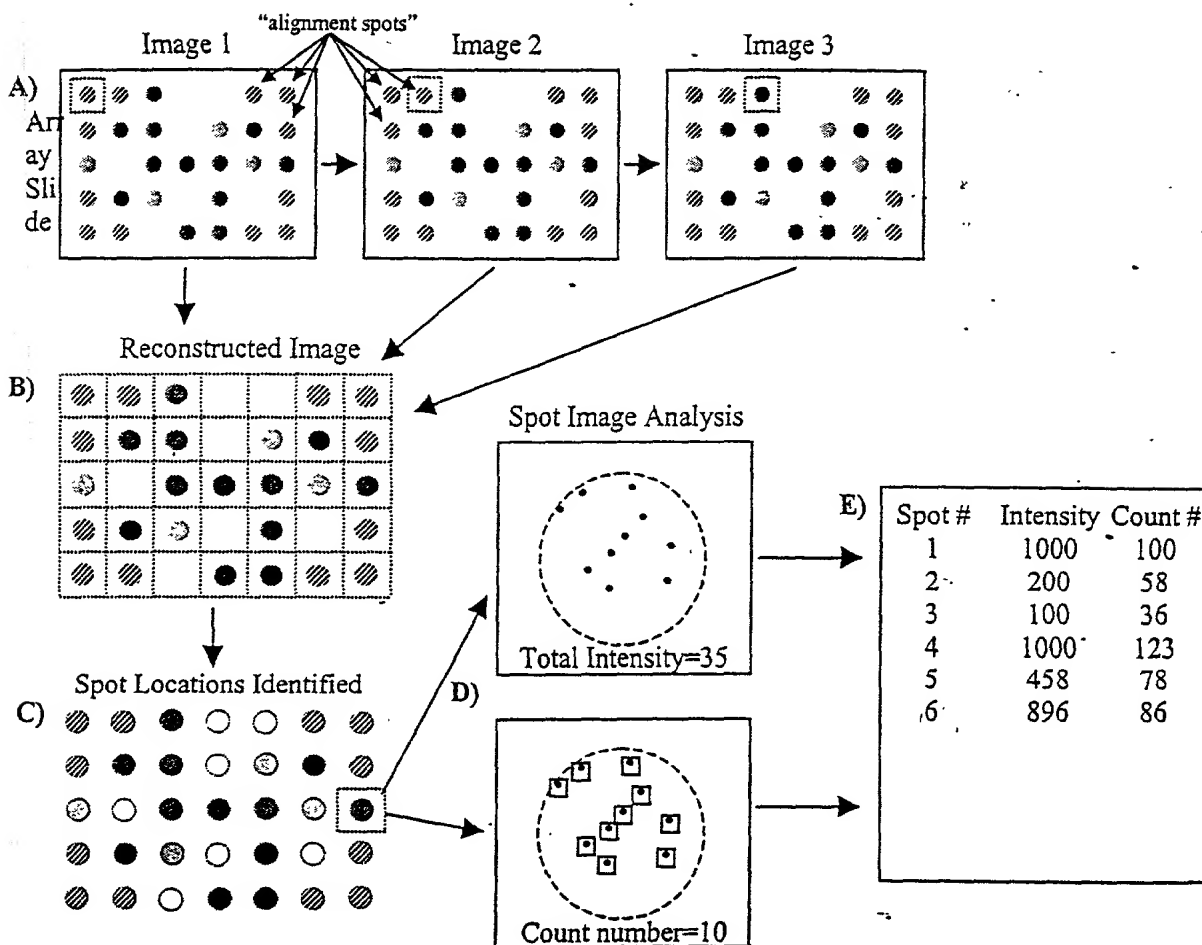 “alignment spots”
Image 1
Image 2
Image 3
A)
Arr
ay
Sli
de
Reconstructed Image
B)
Spot Image Analysis
Total Intensity=35
Spot Locations Identified
C)
D)
Count number=10
E)
Spot # Intensity Count #
1 1000 100
2 200 58
3 100 36
4 1000 123
5 458 78
6 896 86